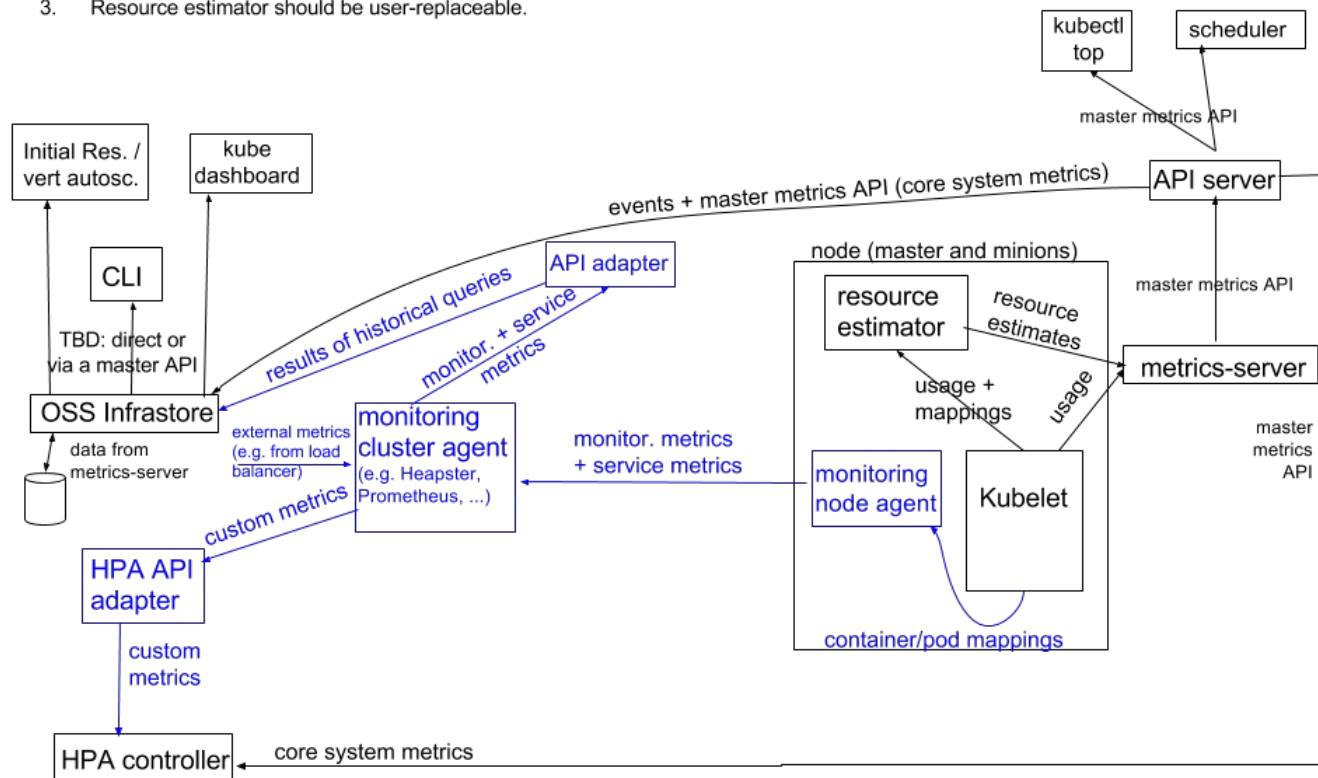 3. Resource estimator should be user-replaceable.
kubectl
top
scheduler
master metrics API
Initial Res. /
vert autosc.
kube
dashboard
API server
events + master metrics API (core system metrics)
CLI
API adapter
node (master and minions)
TBD: direct or
via a master API
results of historical queries
monitor. + service
metrics
resource
estimator
resource
estimates
master metrics API
metrics-server
usage +
mappings
usage
OSS Infrastore
data from
metrics-server
external metrics
(e.g. from load
balancer)
monitoring
cluster agent
(e.g. Heapster,
Prometheus, ...)
monitor. metrics
+ service metrics
monitoring
node agent
Kubelet
master
metrics
API
custom metrics
HPA API
adapter
container/pod mappings
custom
metrics
HPA controller
core system metrics